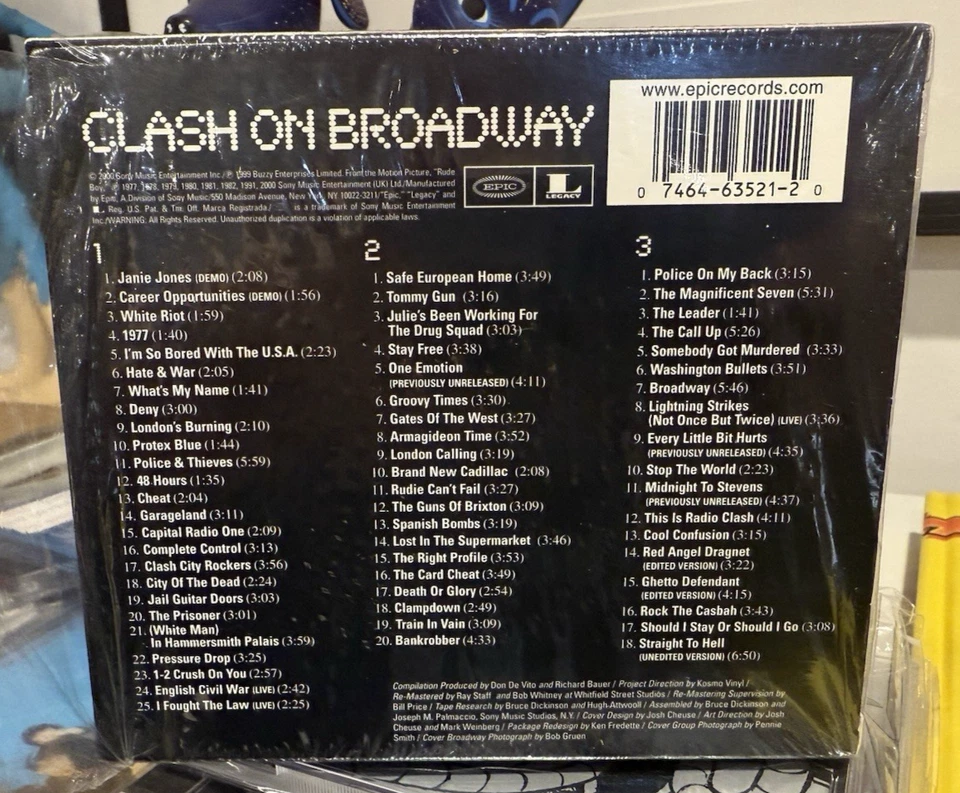 CLASH ON BROADWAY
www.epicrecords.com
0 7464-63521-2 0
© 2000 Sony Music Entertainment Inc./℗ 1999 Buzzy Enterprises Limited. From the Motion Picture, "Rude
Boy," ℗ 1977, 1978, 1979, 1980, 1981, 1982, 1991, 2000 Sony Music Entertainment (UK) Ltd./Manufactured
by Epic, A Division of Sony Music/550 Madison Avenue, New York, NY 10022-3211/"Epic," "Legacy" and
L Reg. U.S. Pat. & Tm. Off. Marca Registrada./ is a trademark of Sony Music Entertainment
Inc./WARNING: All Rights Reserved. Unauthorized duplication is a violation of applicable laws.
EPIC
L
LEGACY
1
1. Janie Jones (DEMO) (2:08)
2. Career Opportunities (DEMO) (1:56)
3. White Riot (1:59)
4. 1977 (1:40)
5. I'm So Bored With The U.S.A. (2:23)
6. Hate & War (2:05)
7. What's My Name (1:41)
8. Deny (3:00)
9. London's Burning (2:10)
10. Protex Blue (1:44)
11. Police & Thieves (5:59)
12. 48 Hours (1:35)
13. Cheat (2:04)
14. Garageland (3:11)
15. Capital Radio One (2:09)
16. Complete Control (3:13)
17. Clash City Rockers (3:56)
18. City Of The Dead (2:24)
19. Jail Guitar Doors (3:03)
20. The Prisoner (3:01)
21. (White Man)
In Hammersmith Palais (3:59)
22. Pressure Drop (3:25)
23. 1-2 Crush On You (2:57)
24. English Civil War (LIVE) (2:42)
25. I Fought The Law (LIVE) (2:25)
2
1. Safe European Home (3:49)
2. Tommy Gun (3:16)
3. Julie's Been Working For
The Drug Squad (3:03)
4. Stay Free (3:38)
5. One Emotion
(PREVIOUSLY UNRELEASED) (4:11)
6. Groovy Times (3:30)
7. Gates Of The West (3:27)
8. Armagideon Time (3:52)
9. London Calling (3:19)
10. Brand New Cadillac (2:08)
11. Rudie Can't Fail (3:27)
12. The Guns Of Brixton (3:09)
13. Spanish Bombs (3:19)
14. Lost In The Supermarket (3:46)
15. The Right Profile (3:53)
16. The Card Cheat (3:49)
17. Death Or Glory (2:54)
18. Clampdown (2:49)
19. Train In Vain (3:09)
20. Bankrobber (4:33)
3
1. Police On My Back (3:15)
2. The Magnificent Seven (5:31)
3. The Leader (1:41)
4. The Call Up (5:26)
5. Somebody Got Murdered (3:33)
6. Washington Bullets (3:51)
7. Broadway (5:46)
8. Lightning Strikes
(Not Once But Twice) (LIVE) (3:36)
9. Every Little Bit Hurts
(PREVIOUSLY UNRELEASED) (4:35)
10. Stop The World (2:23)
11. Midnight To Stevens
(PREVIOUSLY UNRELEASED) (4:37)
12. This Is Radio Clash (4:11)
13. Cool Confusion (3:15)
14. Red Angel Dragnet
(EDITED VERSION) (3:22)
15. Ghetto Defendant
(EDITED VERSION) (4:15)
16. Rock The Casbah (3:43)
17. Should I Stay Or Should I Go (3:08)
18. Straight To Hell
(UNEDITED VERSION) (6:50)
Compilation Produced by Don De Vito and Richard Bauer / Project Direction by Kosmo Vinyl /
Re-Mastered by Ray Staff and Bob Whitney at Whitfield Street Studios / Re-Mastering Supervision by
Bill Price / Tape Research by Bruce Dickinson and Hugh Attwooll / Assembled by Bruce Dickinson and
Joseph M. Palmaccio, Sony Music Studios, N.Y. / Cover Design by Josh Cheuse / Art Direction by Josh
Cheuse and Mark Weinberg / Package Redesign by Ken Fredette / Cover Group Photograph by Pennie
Smith / Cover Broadway Photograph by Bob Gruen